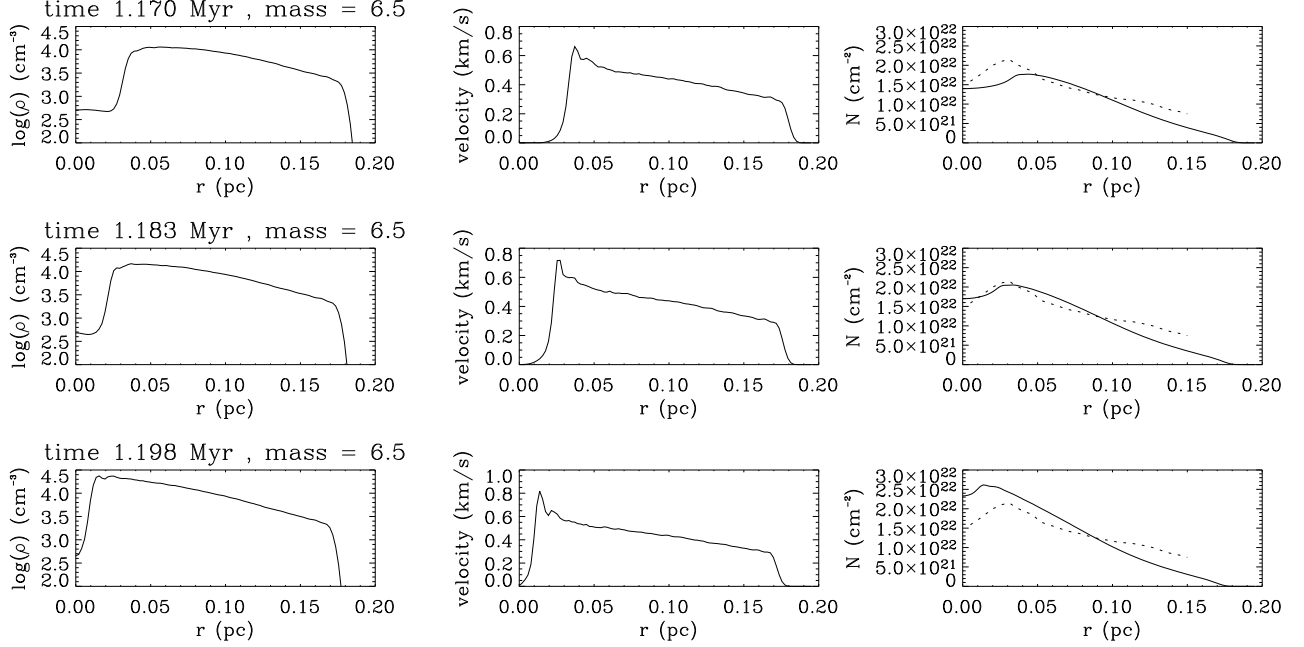 time 1.170 Myr , mass = 6.5
log(ρ) (cm⁻³)
4.5
4.0
3.5
3.0
2.5
2.0
0.00 0.05 0.10 0.15 0.20
r (pc)
velocity (km/s)
0.8
0.6
0.4
0.2
0.0
0.00 0.05 0.10 0.15 0.20
r (pc)
N (cm⁻²)
3.0×10²²
2.5×10²²
2.0×10²²
1.5×10²²
1.0×10²²
5.0×10²¹
0
0.00 0.05 0.10 0.15 0.20
r (pc)
time 1.183 Myr , mass = 6.5
log(ρ) (cm⁻³)
4.5
4.0
3.5
3.0
2.5
2.0
0.00 0.05 0.10 0.15 0.20
r (pc)
velocity (km/s)
0.8
0.6
0.4
0.2
0.0
0.00 0.05 0.10 0.15 0.20
r (pc)
N (cm⁻²)
3.0×10²²
2.5×10²²
2.0×10²²
1.5×10²²
1.0×10²²
5.0×10²¹
0
0.00 0.05 0.10 0.15 0.20
r (pc)
time 1.198 Myr , mass = 6.5
log(ρ) (cm⁻³)
4.5
4.0
3.5
3.0
2.5
2.0
0.00 0.05 0.10 0.15 0.20
r (pc)
velocity (km/s)
1.0
0.8
0.6
0.4
0.2
0.0
0.00 0.05 0.10 0.15 0.20
r (pc)
N (cm⁻²)
3.0×10²²
2.5×10²²
2.0×10²²
1.5×10²²
1.0×10²²
5.0×10²¹
0
0.00 0.05 0.10 0.15 0.20
r (pc)